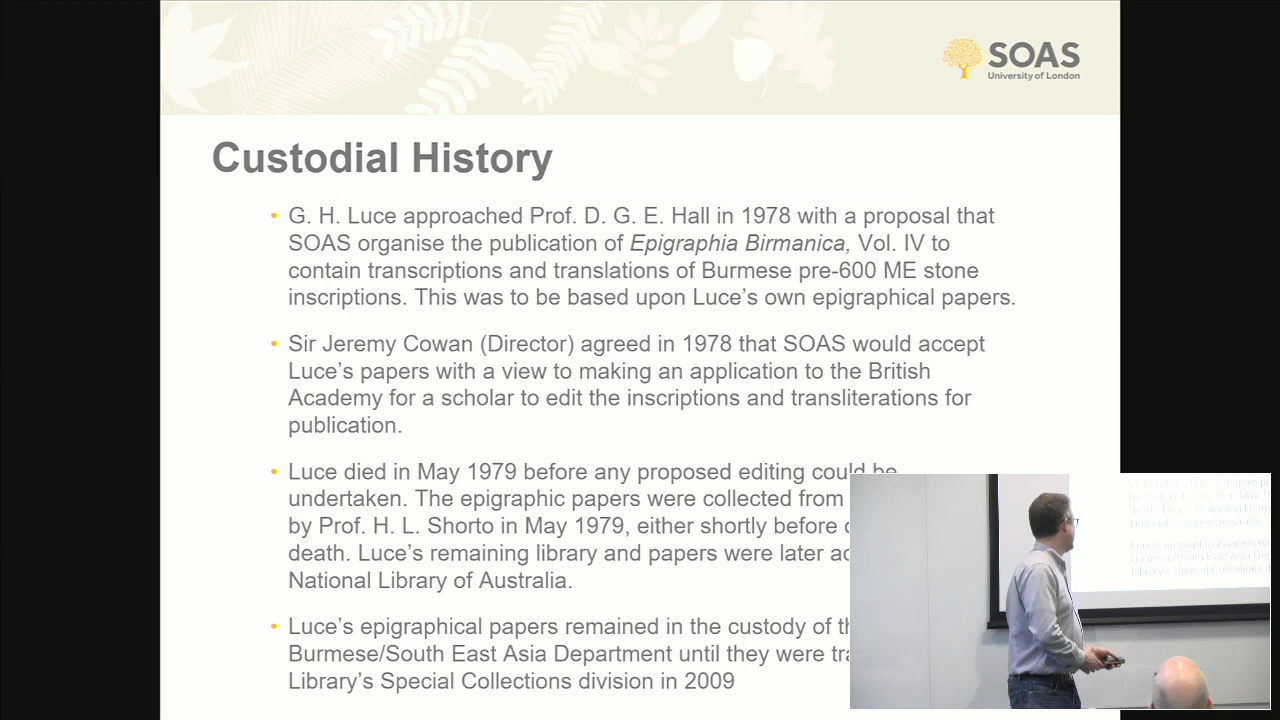 SOAS
University of London
Custodial History
• G. H. Luce approached Prof. D. G. E. Hall in 1978 with a proposal that
SOAS organise the publication of Epigraphia Birmanica, Vol. IV to
contain transcriptions and translations of Burmese pre-600 ME stone
inscriptions. This was to be based upon Luce’s own epigraphical papers.
• Sir Jeremy Cowan (Director) agreed in 1978 that SOAS would accept
Luce’s papers with a view to making an application to the British
Academy for a scholar to edit the inscriptions and transliterations for
publication.
• Luce died in May 1979 before any proposed editing could be
undertaken. The epigraphic papers were collected from
by Prof. H. L. Shorto in May 1979, either shortly before
death. Luce’s remaining library and papers were later
National Library of Australia.
• Luce’s epigraphical papers remained in the custody of
Burmese/South East Asia Department until they were
Library’s Special Collections division in 2009
Burmese/South East Asia
Library's Special Collections